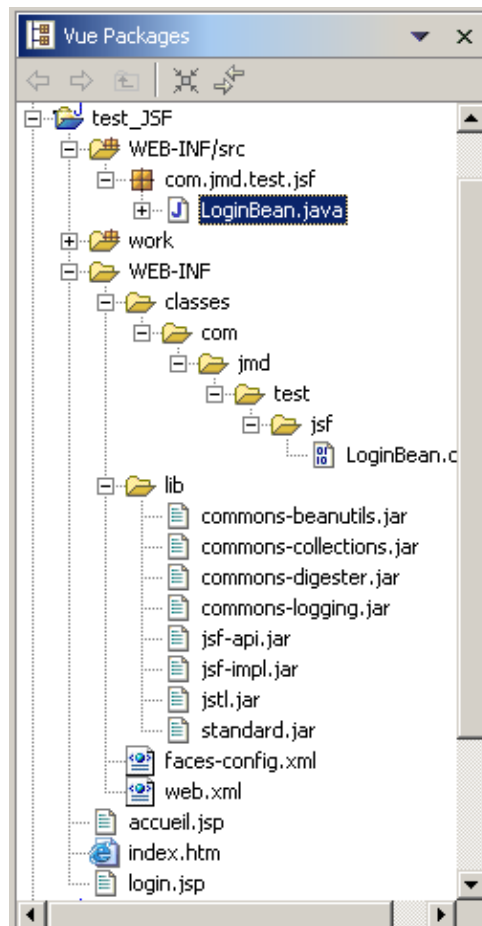 Vue Packages
test_JSF
WEB-INF/src
com.jmd.test.jsf
LoginBean.java
work
WEB-INF
classes
com
jmd
test
jsf
LoginBean.c
lib
commons-beanutils.jar
commons-collections.jar
commons-digester.jar
commons-logging.jar
jsf-api.jar
jsf-impl.jar
jstl.jar
standard.jar
faces-config.xml
web.xml
accueil.jsp
index.htm
login.jsp